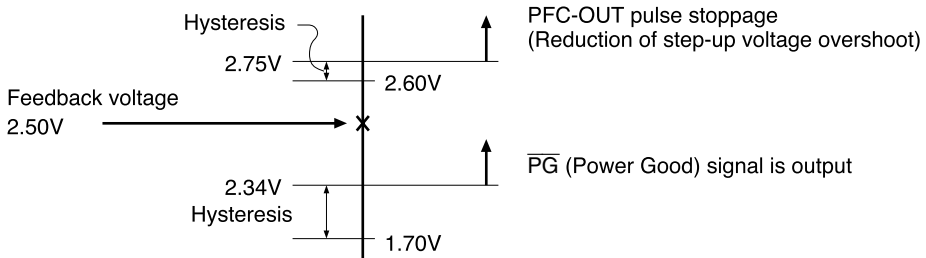 Hysteresis
PFC-OUT pulse stoppage
(Reduction of step-up voltage overshoot)
2.75V
2.60V
Feedback voltage
2.50V
PG (Power Good) signal is output
2.34V
Hysteresis
1.70V